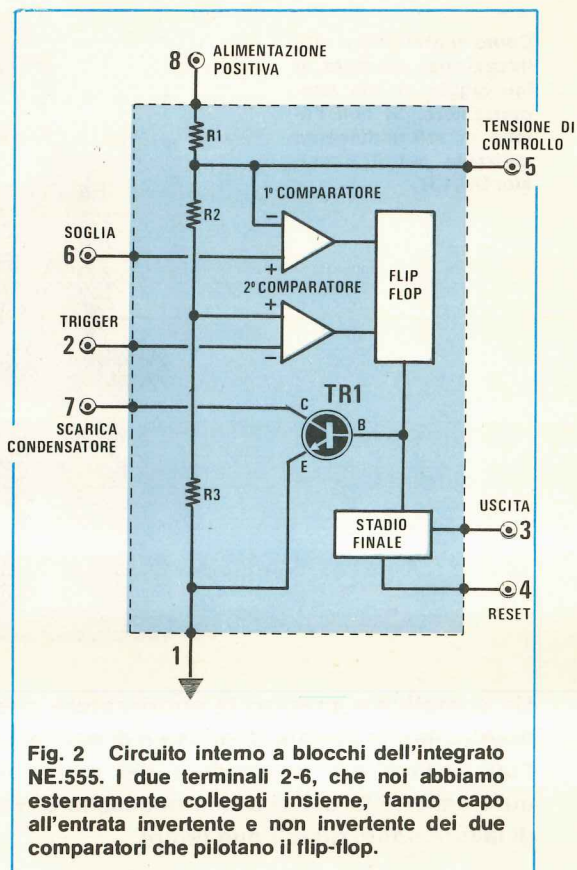 8 ALIMENTAZIONE
POSITIVA
R1
TENSIONE DI
CONTROLLO
5
R2
1º COMPARATORE
−
+
SOGLIA
6
FLIP
FLOP
2º COMPARATORE
+
−
TRIGGER
2
TR1
7
C
B
E
SCARICA
CONDENSATORE
R3
STADIO
FINALE
USCITA
3
4
RESET
1
Fig. 2 Circuito interno a blocchi dell'integrato
NE.555. I due terminali 2-6, che noi abbiamo
esternamente collegati insieme, fanno capo
all'entrata invertente e non invertente dei due
comparatori che pilotano il flip-flop.